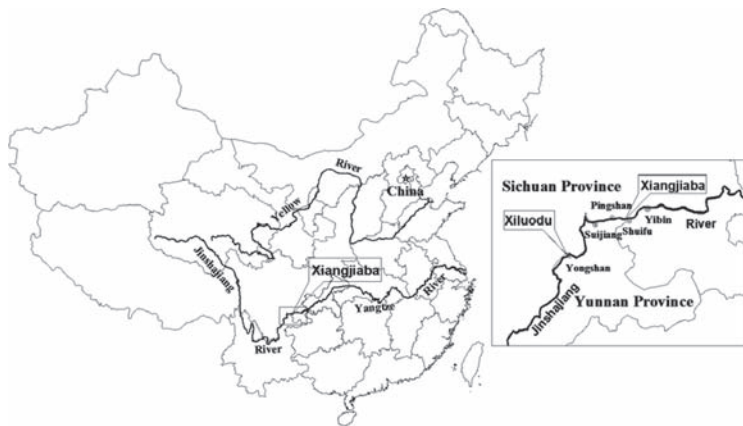 River
China
Yellow
Jinshajiang
Xiangjiaba
River
Yangtze
River
Sichuan Province
Xiangjiaba
Pingshan
Xiluodu
Yibin
River
Suijiang
Shuifu
Yongshan
Jinshajiang
Yunnan Province